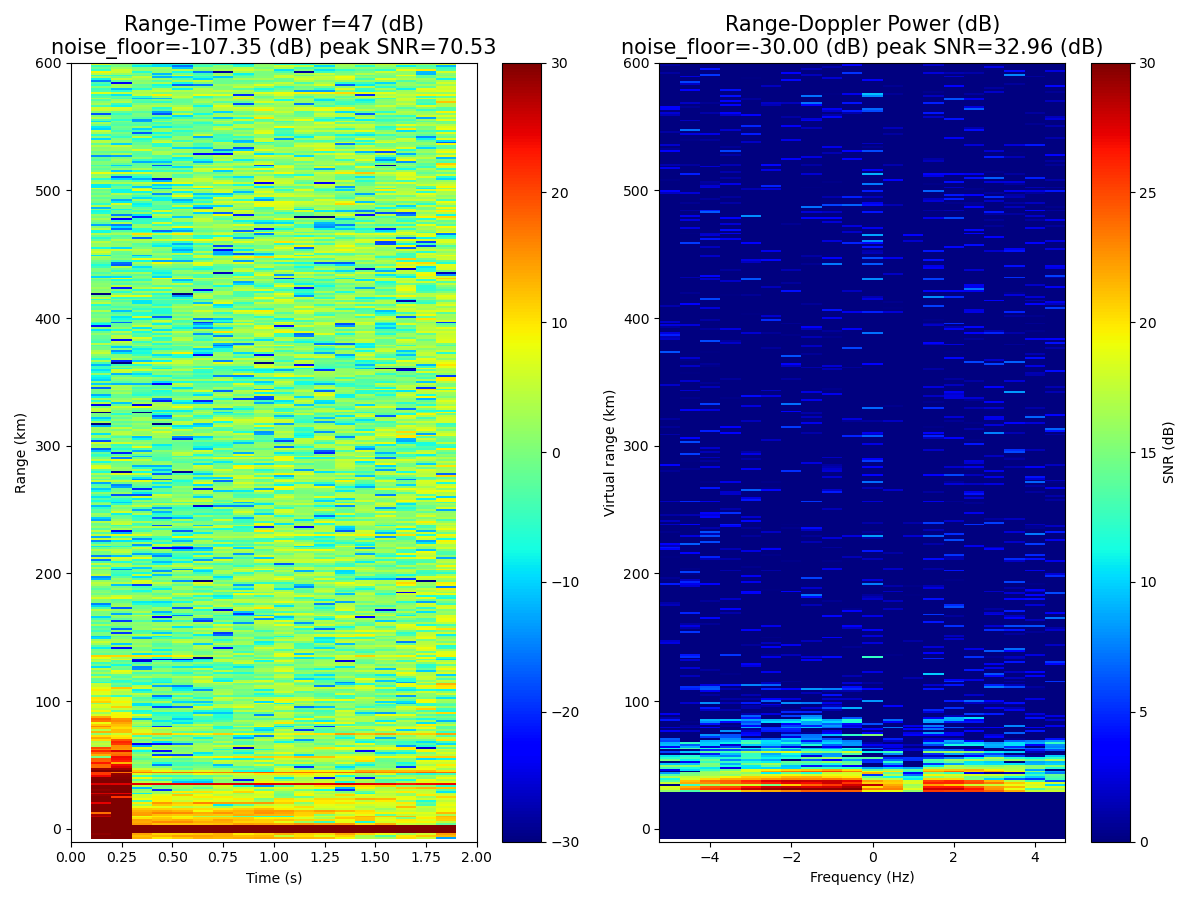 Range-Time Power f=47 (dB)
noise_floor=-107.35 (dB) peak SNR=70.53
Range (km)
600
500
400
300
200
100
0
0.00 0.25 0.50 0.75 1.00 1.25 1.50 1.75 2.00
Time (s)
30
20
10
0
−10
−20
−30
Range-Doppler Power (dB)
noise_floor=-30.00 (dB) peak SNR=32.96 (dB)
Virtual range (km)
600
500
400
300
200
100
0
−4 −2 0 2 4
Frequency (Hz)
30
25
20
15
10
5
0
SNR (dB)